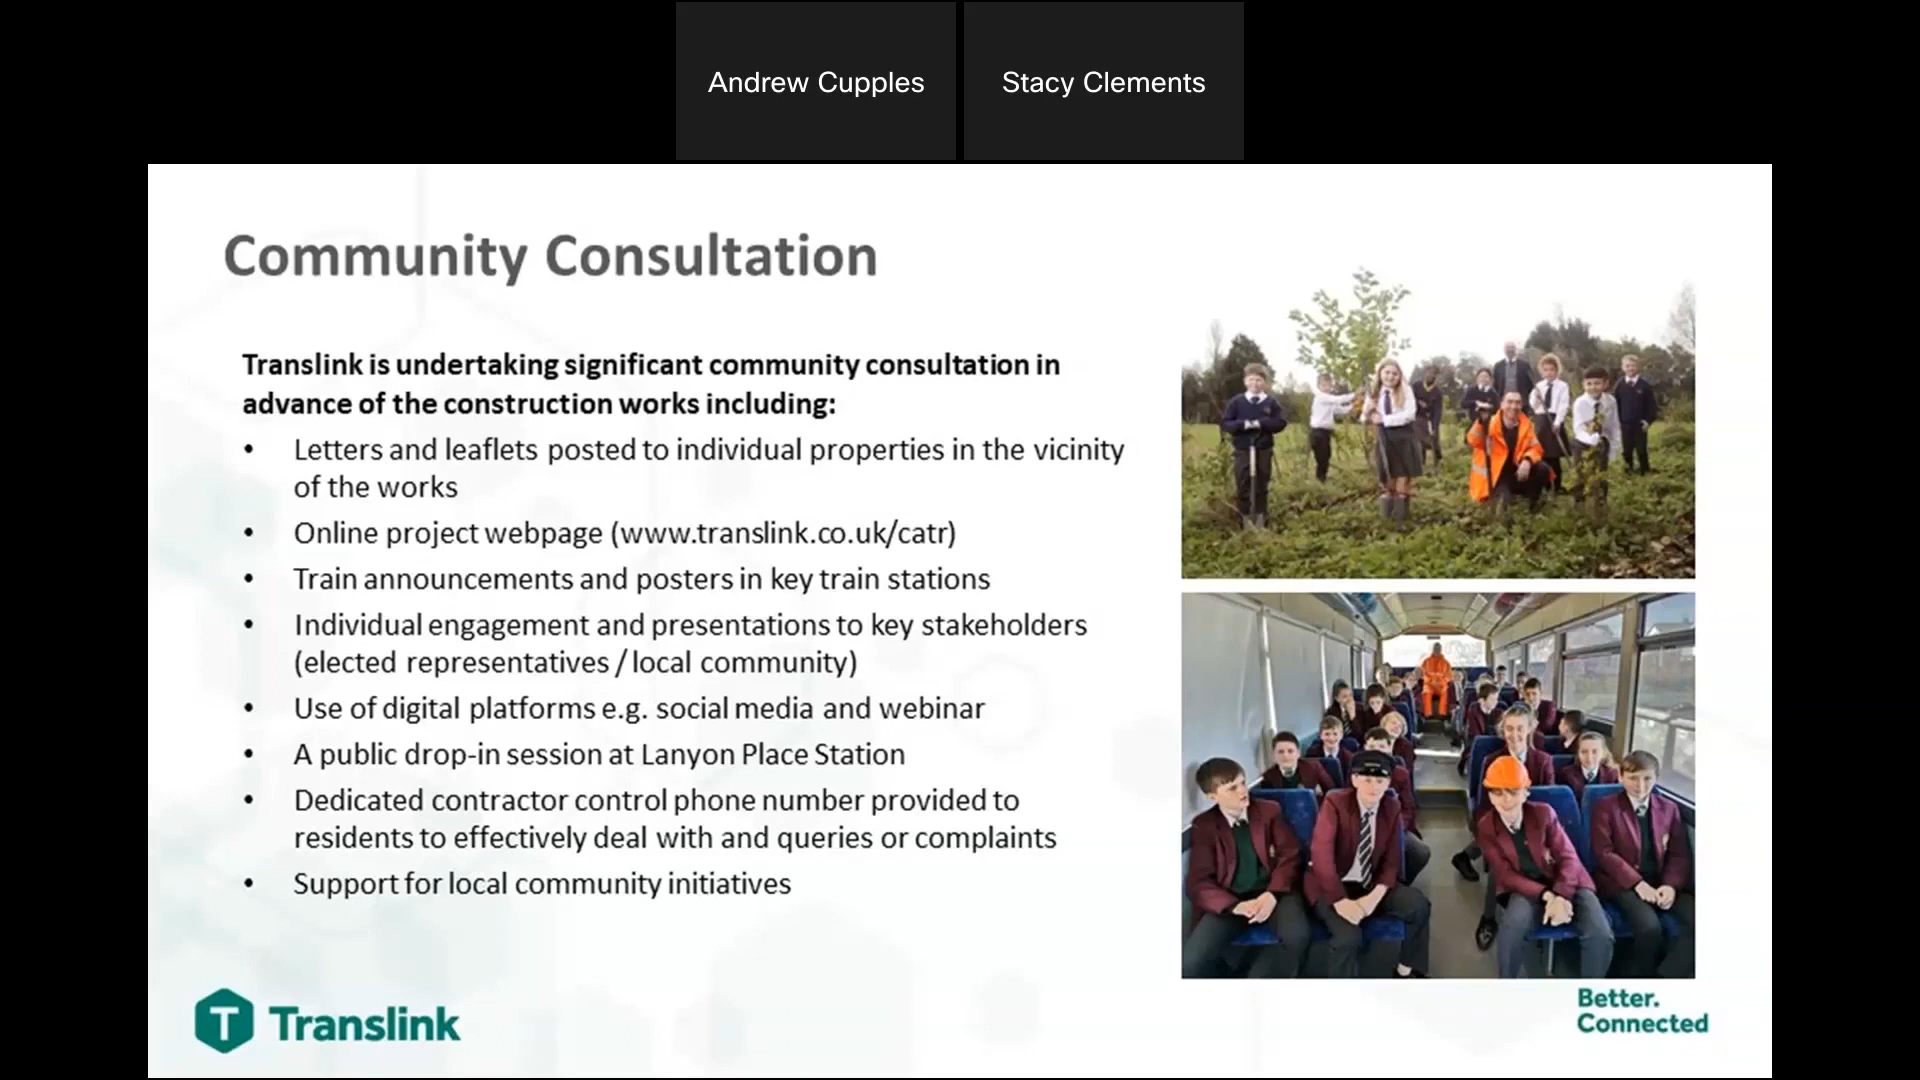 Andrew Cupples
Stacy Clements
Community Consultation
Translink is undertaking significant community consultation in
advance of the construction works including:
• Letters and leaflets posted to individual properties in the vicinity
of the works
• Online project webpage (www.translink.co.uk/catr)
• Train announcements and posters in key train stations
• Individual engagement and presentations to key stakeholders
(elected representatives / local community)
• Use of digital platforms e.g. social media and webinar
• A public drop-in session at Lanyon Place Station
• Dedicated contractor control phone number provided to
residents to effectively deal with and queries or complaints
• Support for local community initiatives
T Translink
Better.
Connected